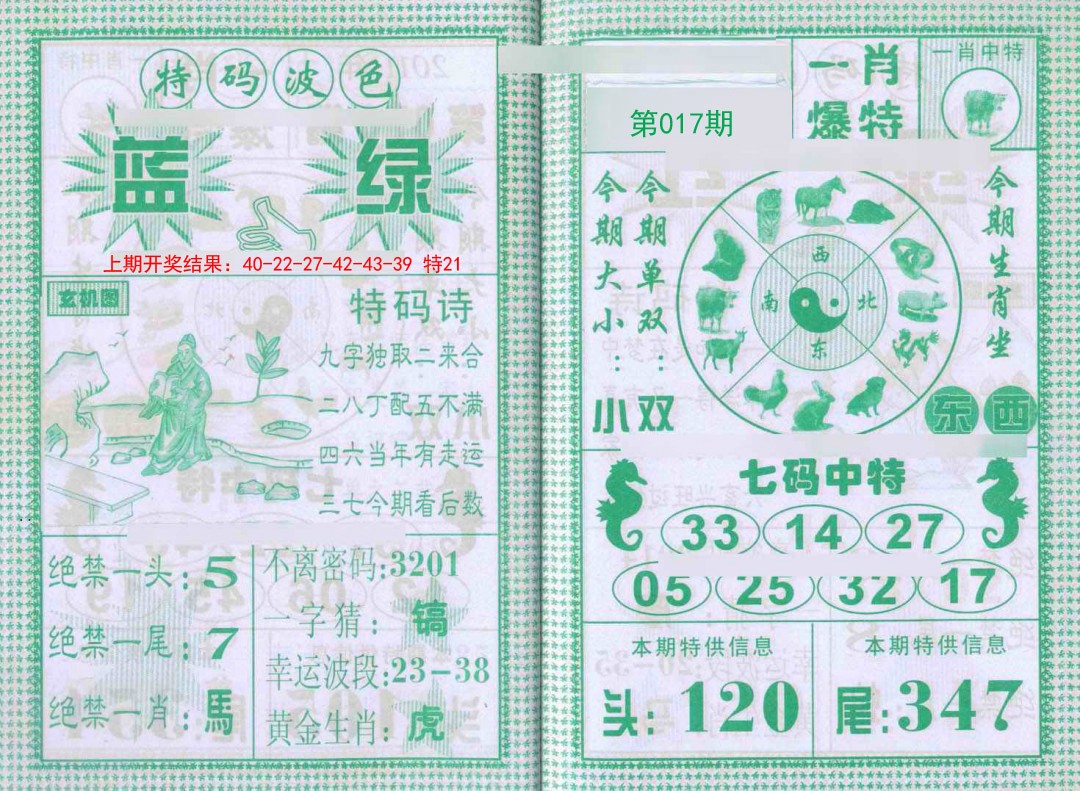 特码波色
蓝 绿
上期开奖结果：40-22-27-42-43-39 特21
玄机图
特码诗
九字独取二来合
二八丁配五不满
四六当年有走运
三七今期看后数
绝禁一头:5
绝禁一尾:7
绝禁一肖:馬
不离密码:3201
一字猜：镐
幸运波段:23-38
黄金生肖:虎
第017期
一肖
爆特
一肖中特
今期大小：小
今期单双：双
西
南 北
东
今期生肖坐
东西
七码中特
33 14 27
05 25 32 17
本期特供信息
头:120
本期特供信息
尾:347